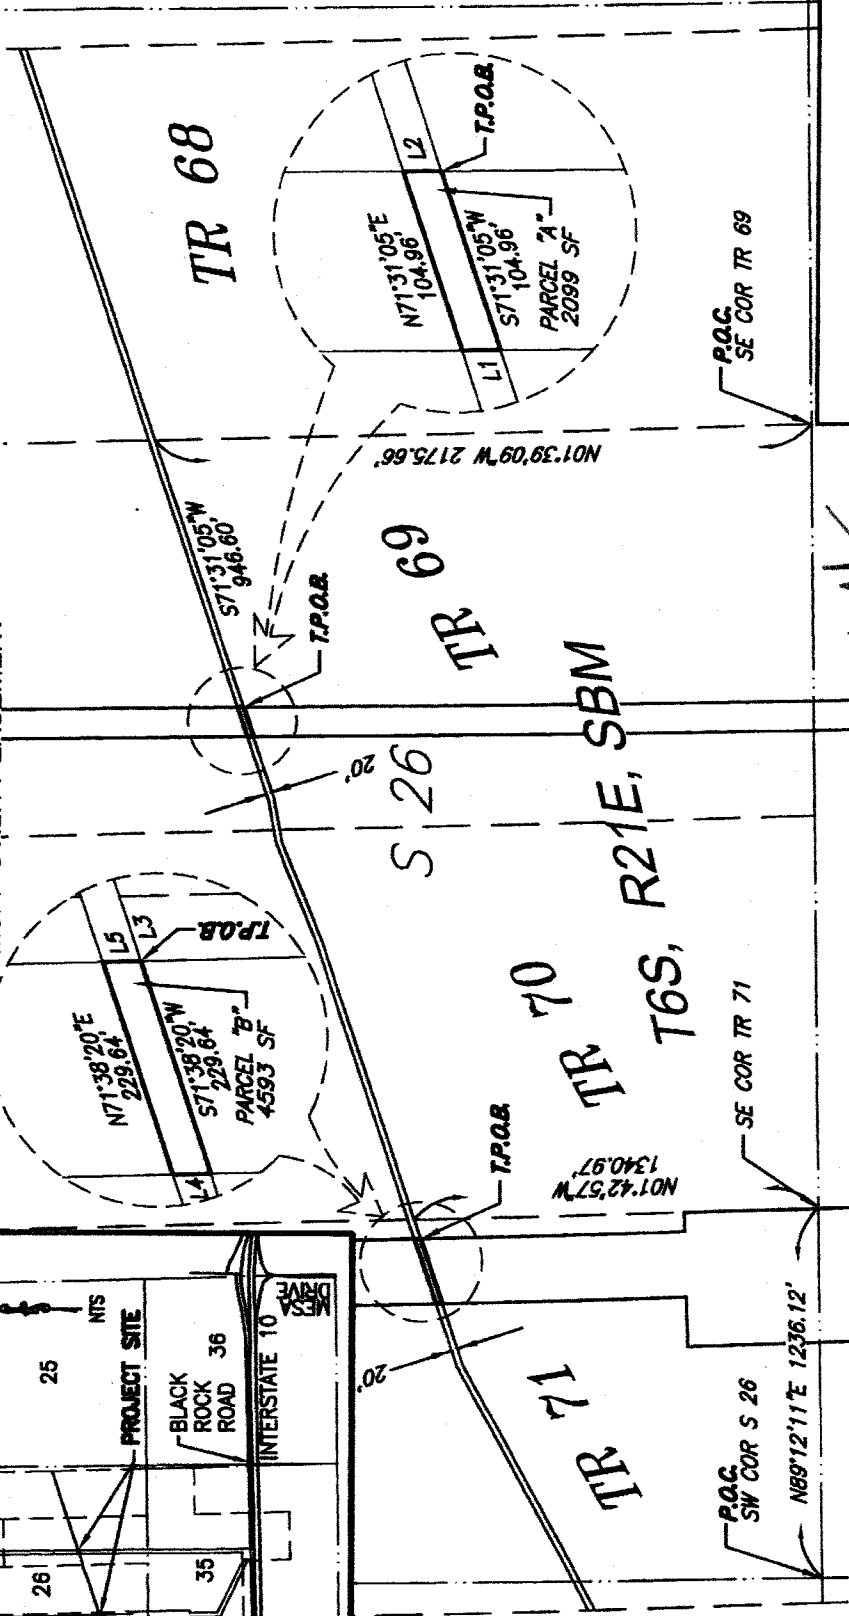 TR 68
N71°31'05"E
104.96'
S71°31'05"W
104.96'
PARCEL "A"
2099 SF
L1
L2
T.P.O.B.
P.O.C.
SE COR TR 69
N01°39'09"W 2175.66'
S71°31'05"W
946.60'
T.P.O.B.
TR 69
S 26
T6S, R21E, SBM
20'
N71°38'20"E
229.64'
S71°38'20"W
229.64'
PARCEL "B"
4593 SF
L4
L5
L3
T.P.O.B.
TR 70
SE COR TR 71
N01°42'57"W
1340.97'
T.P.O.B.
20'
TR 71
P.O.C.
SW COR S 26
N89°12'11"E 1236.12'
NTS
25
PROJECT SITE
BLACK
ROCK
ROAD
36
INTERSTATE 10
MESA
DRIVE
26
35